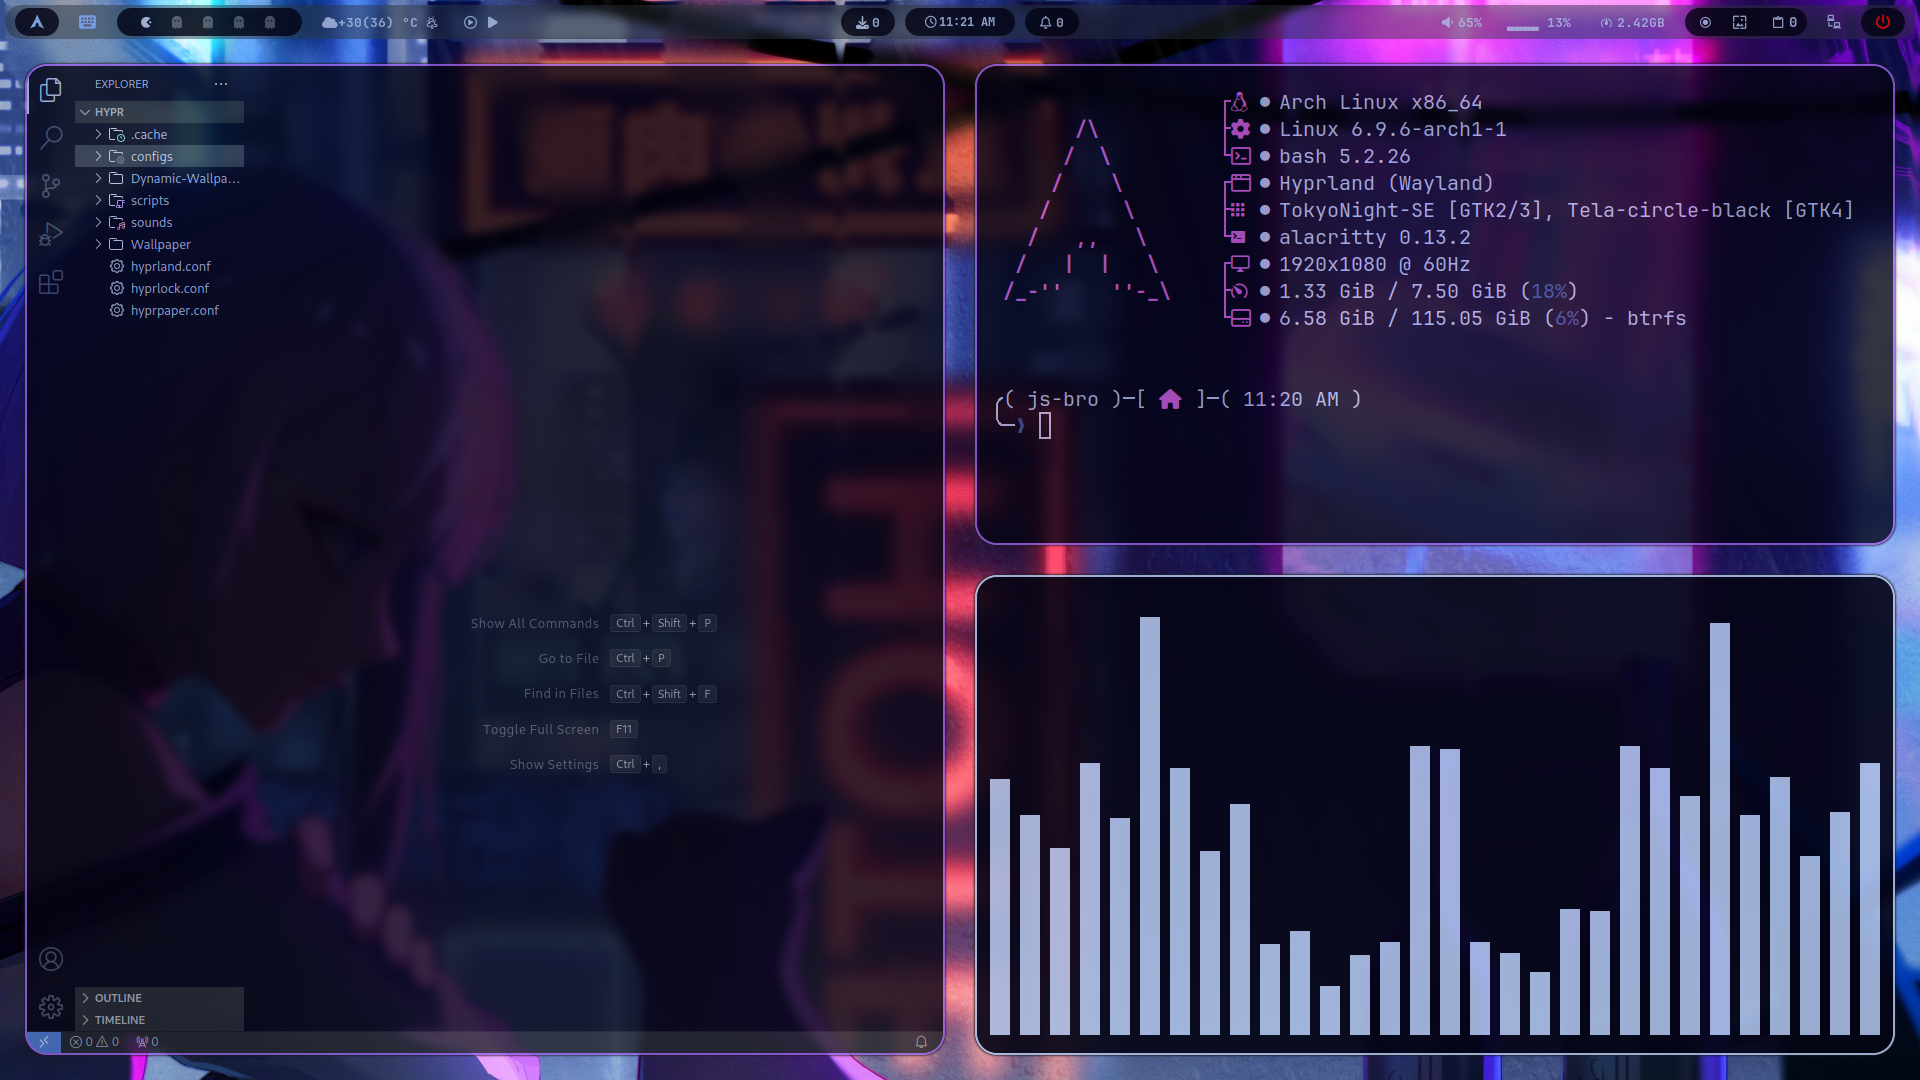 +30(36) °C
0
11:21 AM
0
65%
13%
2.42GB
0
EXPLORER
HYPR
.cache
configs
Dynamic-Wallpa...
scripts
sounds
Wallpaper
hyprland.conf
hyprlock.conf
hyprpaper.conf
Show All Commands Ctrl + Shift + P
Go to File Ctrl + P
Find in Files Ctrl + Shift + F
Toggle Full Screen F11
Show Settings Ctrl + ,
OUTLINE
TIMELINE
0 0 0
Arch Linux x86_64
Linux 6.9.6-arch1-1
bash 5.2.26
Hyprland (Wayland)
TokyoNight-SE [GTK2/3], Tela-circle-black [GTK4]
alacritty 0.13.2
1920x1080 @ 60Hz
1.33 GiB / 7.50 GiB (18%)
6.58 GiB / 115.05 GiB (6%) - btrfs
( js-bro )-[ ]-( 11:20 AM )
HOTE